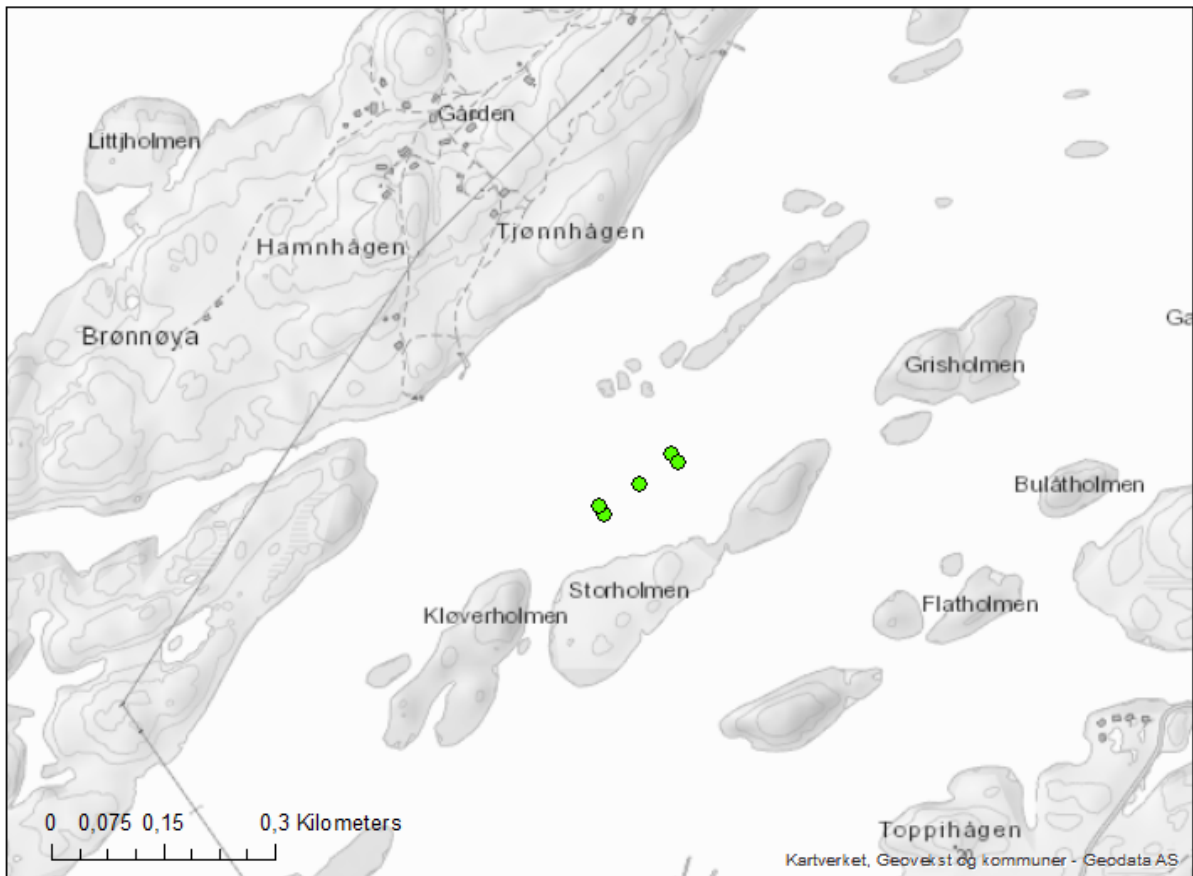 Gården
Littjholmen
Tjønnhågen
Hamnhågen
Ga
Brønnøya
Grisholmen
Bulåtholmen
Storholmen
Flatholmen
Kløverholmen
0 0,075 0,15 0,3 Kilometers
Toppihågen
20
Kartverket, Geovekst og kommuner - Geodata AS